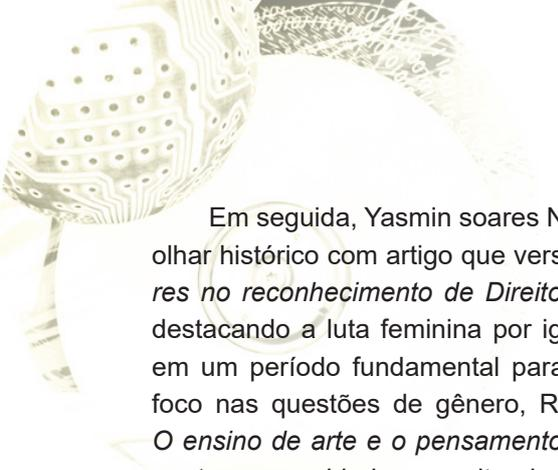 Em seguida, Yasmin soares N
olhar histórico com artigo que vers
res no reconhecimento de Direito
destacando a luta feminina por ig
em um período fundamental para
foco nas questões de gênero, R
O ensino de arte e o pensamento